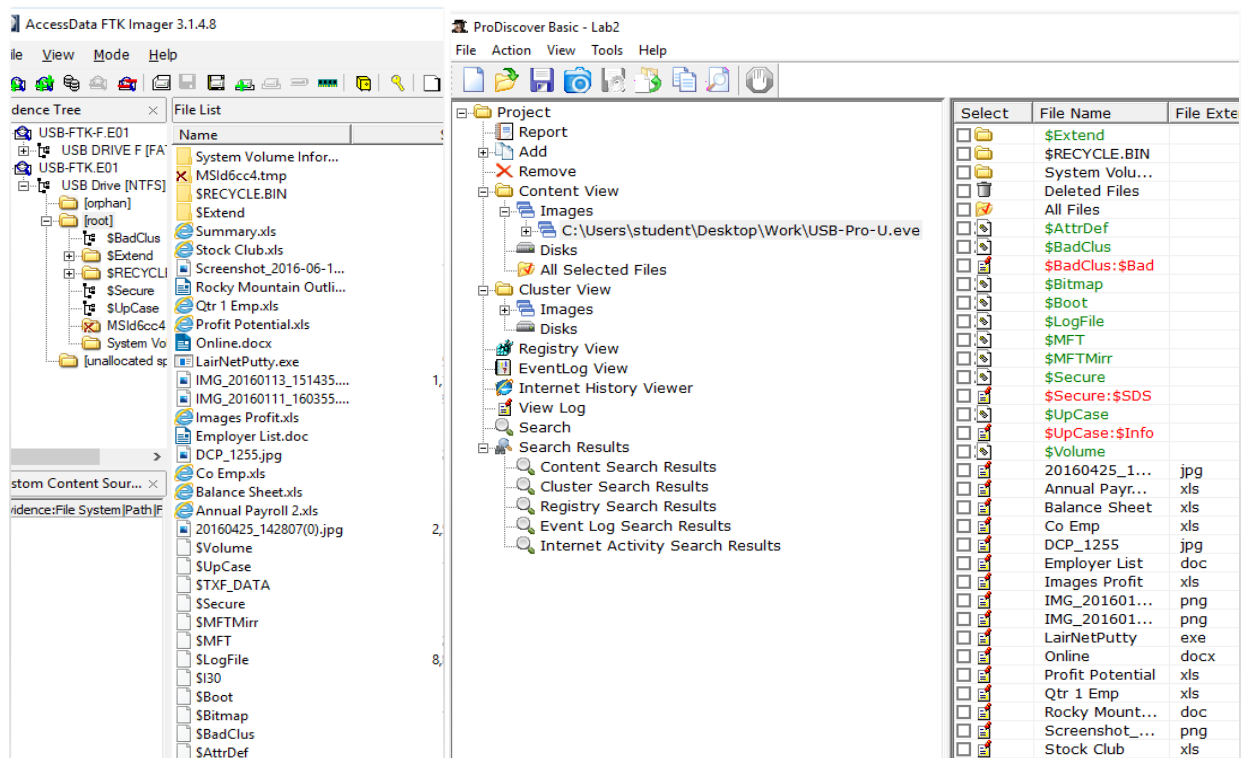 AccessData FTK Imager 3.1.4.8
ile View Mode Help
dence Tree
USB-FTK-F.E01
USB DRIVE F [FA
USB-FTK.E01
USB Drive [NTFS]
[orphan]
[root]
$BadClus
$Extend
$RECYCLI
$Secure
$UpCase
MSId6cc4
System Vo
[unallocated sp
stom Content Sour...
vidence:File System|Path|F
File List
Name
System Volume Infor...
MSId6cc4.tmp
$RECYCLE.BIN
$Extend
Summary.xls
Stock Club.xls
Screenshot_2016-06-1...
Rocky Mountain Outli...
Qtr 1 Emp.xls
Profit Potential.xls
Online.docx
LairNetPutty.exe
IMG_20160113_151435.... 1,
IMG_20160111_160355....
Images Profit.xls
Employer List.doc
DCP_1255.jpg
Co Emp.xls
Balance Sheet.xls
Annual Payroll 2.xls
20160425_142807(0).jpg 2,
$Volume
$UpCase
$TXF_DATA
$Secure
$MFTMirr
$MFT
$LogFile 8,
$I30
$Boot
$Bitmap
$BadClus
$AttrDef
ProDiscover Basic - Lab2
File Action View Tools Help
Project
Report
Add
Remove
Content View
Images
C:\Users\student\Desktop\Work\USB-Pro-U.eve
Disks
All Selected Files
Cluster View
Images
Disks
Registry View
EventLog View
Internet History Viewer
View Log
Search
Search Results
Content Search Results
Cluster Search Results
Registry Search Results
Event Log Search Results
Internet Activity Search Results
Select File Name File Exte
$Extend
$RECYCLE.BIN
System Volu...
Deleted Files
All Files
$AttrDef
$BadClus
$BadClus:$Bad
$Bitmap
$Boot
$LogFile
$MFT
$MFTMirr
$Secure
$Secure:$SDS
$UpCase
$UpCase:$Info
$Volume
20160425_1... jpg
Annual Payr... xls
Balance Sheet xls
Co Emp xls
DCP_1255 jpg
Employer List doc
Images Profit xls
IMG_201601... png
IMG_201601... png
LairNetPutty exe
Online docx
Profit Potential xls
Qtr 1 Emp xls
Rocky Mount... doc
Screenshot_... png
Stock Club xls